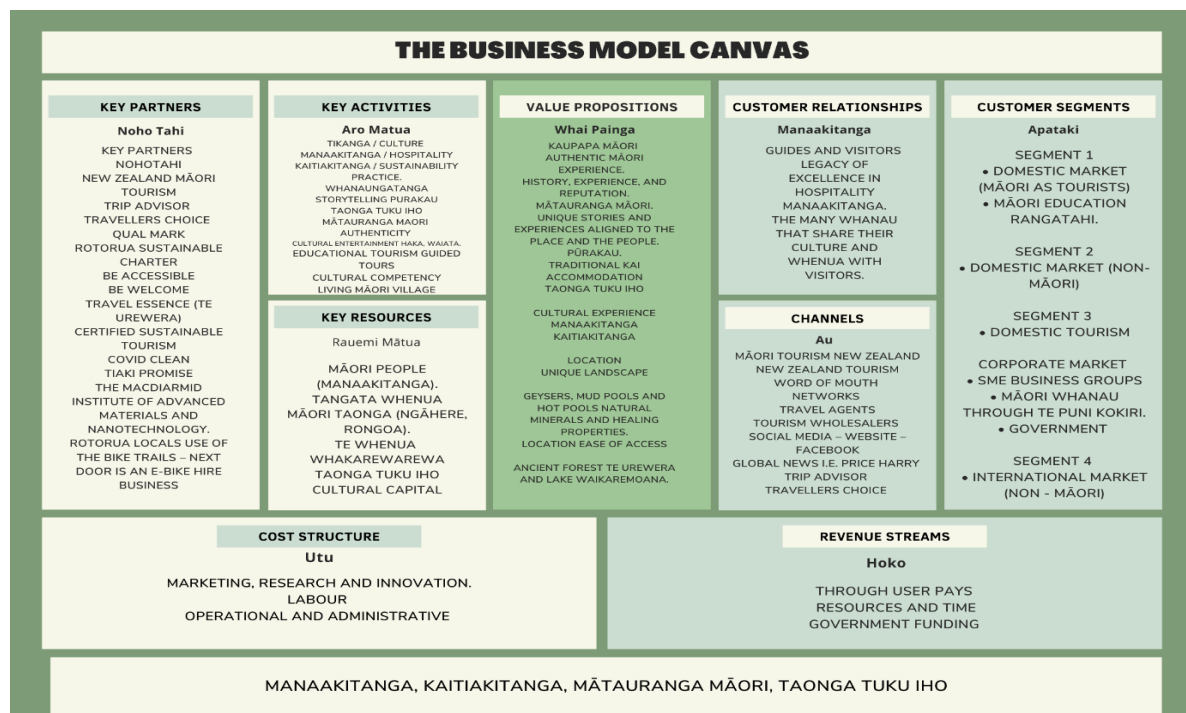 THE BUSINESS MODEL CANVAS
KEY PARTNERS
Noho Tahi
KEY PARTNERS
NOHOTAHI
NEW ZEALAND MĀORI
TOURISM
TRIP ADVISOR
TRAVELLERS CHOICE
QUAL MARK
ROTORUA SUSTAINABLE
CHARTER
BE ACCESSIBLE
BE WELCOME
TRAVEL ESSENCE (TE
UREWERA)
CERTIFIED SUSTAINABLE
TOURISM
COVID CLEAN
TIAKI PROMISE
THE MACDIARMID
INSTITUTE OF ADVANCED
MATERIALS AND
NANOTECHNOLOGY.
ROTORUA LOCALS USE OF
THE BIKE TRAILS – NEXT
DOOR IS AN E-BIKE HIRE
BUSINESS
KEY ACTIVITIES
Aro Matua
TIKANGA / CULTURE
MANAAKITANGA / HOSPITALITY
KAITIAKITANGA / SUSTAINABILITY
PRACTICE.
WHANAUNGATANGA
STORYTELLING PURAKAU
TAONGA TUKU IHO
MĀTAURANGA MAORI
AUTHENTICITY
CULTURAL ENTERTAINMENT HAKA, WAIATA.
EDUCATIONAL TOURISM GUIDED
TOURS
CULTURAL COMPETENCY
LIVING MĀORI VILLAGE
KEY RESOURCES
Rauemi Mātua
MĀORI PEOPLE
(MANAAKITANGA).
TANGATA WHENUA
MĀORI TAONGA (NGĀHERE,
RONGOA).
TE WHENUA
WHAKAREWAREWA
TAONGA TUKU IHO
CULTURAL CAPITAL
VALUE PROPOSITIONS
Whai Painga
KAUPAPA MĀORI
AUTHENTIC MĀORI
EXPERIENCE.
HISTORY, EXPERIENCE, AND
REPUTATION.
MĀTAURANGA MĀORI.
UNIQUE STORIES AND
EXPERIENCES ALIGNED TO THE
PLACE AND THE PEOPLE.
PŪRAKAU.
TRADITIONAL KAI
ACCOMMODATION
TAONGA TUKU IHO
CULTURAL EXPERIENCE
MANAAKITANGA
KAITIAKITANGA
LOCATION
UNIQUE LANDSCAPE
GEYSERS, MUD POOLS AND
HOT POOLS NATURAL
MINERALS AND HEALING
PROPERTIES.
LOCATION EASE OF ACCESS
ANCIENT FOREST TE UREWERA
AND LAKE WAIKAREMOANA.
CUSTOMER RELATIONSHIPS
Manaakitanga
GUIDES AND VISITORS
LEGACY OF
EXCELLENCE IN
HOSPITALITY
MANAAKITANGA.
THE MANY WHANAU
THAT SHARE THEIR
CULTURE AND
WHENUA WITH
VISITORS.
CHANNELS
Au
MĀORI TOURISM NEW ZEALAND
NEW ZEALAND TOURISM
WORD OF MOUTH
NETWORKS
TRAVEL AGENTS
TOURISM WHOLESALERS
SOCIAL MEDIA – WEBSITE –
FACEBOOK
GLOBAL NEWS I.E. PRICE HARRY
TRIP ADVISOR
TRAVELLERS CHOICE
CUSTOMER SEGMENTS
Apataki
SEGMENT 1
• DOMESTIC MARKET
(MĀORI AS TOURISTS)
• MĀORI EDUCATION
RANGATAHI.
SEGMENT 2
• DOMESTIC MARKET (NON-
MĀORI)
SEGMENT 3
• DOMESTIC TOURISM
CORPORATE MARKET
• SME BUSINESS GROUPS
• MĀORI WHANAU
THROUGH TE PUNI KOKIRI.
• GOVERNMENT
SEGMENT 4
• INTERNATIONAL MARKET
(NON - MĀORI)
COST STRUCTURE
Utu
MARKETING, RESEARCH AND INNOVATION.
LABOUR
OPERATIONAL AND ADMINISTRATIVE
REVENUE STREAMS
Hoko
THROUGH USER PAYS
RESOURCES AND TIME
GOVERNMENT FUNDING
MANAAKITANGA, KAITIAKITANGA, MĀTAURANGA MĀORI, TAONGA TUKU IHO